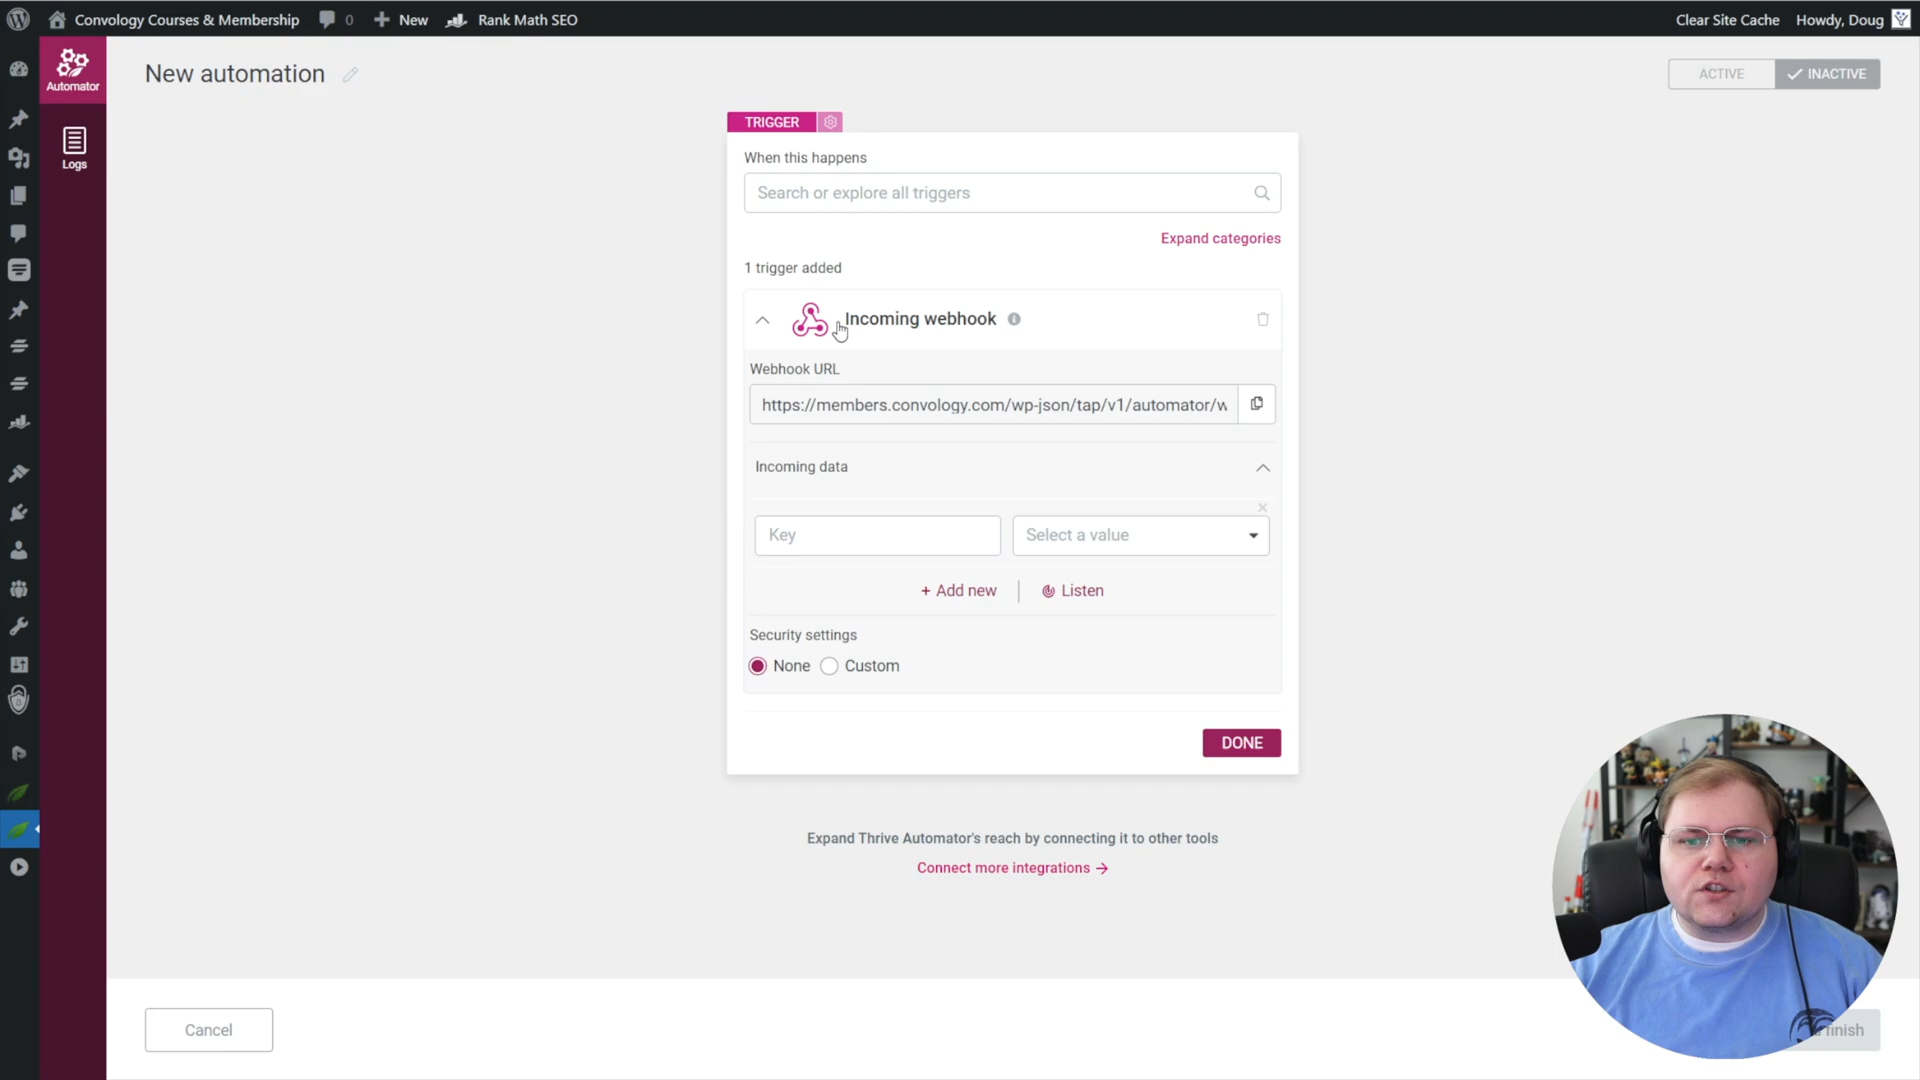 Convology Courses & Membership
0
New
Rank Math SEO
Clear Site Cache
Howdy, Doug
Automator
Logs
New automation
ACTIVE
INACTIVE
TRIGGER
When this happens
Search or explore all triggers
Expand categories
1 trigger added
Incoming webhook
Webhook URL
https://members.convology.com/wp-json/tap/v1/automator/w
Incoming data
Key
Select a value
+ Add new
Listen
Security settings
None
Custom
DONE
Expand Thrive Automator's reach by connecting it to other tools
Connect more integrations →
Cancel